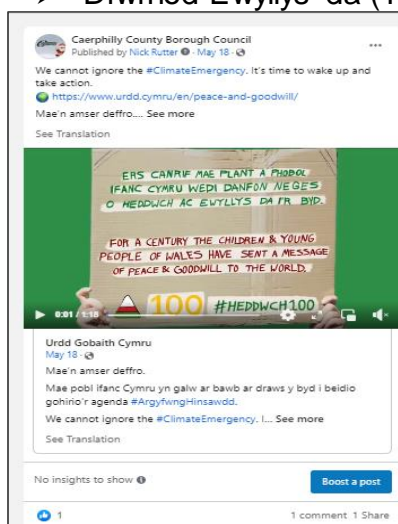 Diwrnod Ewyllys da (1
Caerphilly County Borough Council
Published by Nick Rutter · May 18 ·
We cannot ignore the #ClimateEmergency. It's time to wake up and
take action.
https://www.urdd.cymru/en/peace-and-goodwill/
Mae'n amser deffro.... See more
See Translation
ERS CANRIF MAE PLANT A PHOBOL
IFANC CYMRU WEDI DANFON NEGES
O HEDDWCH AC EWYLLYS DA I'R BYD.
FOR A CENTURY THE CHILDREN & YOUNG
PEOPLE OF WALES HAVE SENT A MESSAGE
OF PEACE & GOODWILL TO THE WORLD.
100 #HEDDWCH100
0:01 / 1:18
Urdd Gobaith Cymru
May 18 ·
Mae'n amser deffro.
Mae pobl ifanc Cymru yn galw ar bawb ar draws y byd i beidio
gohirio'r agenda #ArgyfwngHinsawdd.
We cannot ignore the #ClimateEmergency. I... See more
See Translation
No insights to show
Boost a post
1
1 comment 1 Share